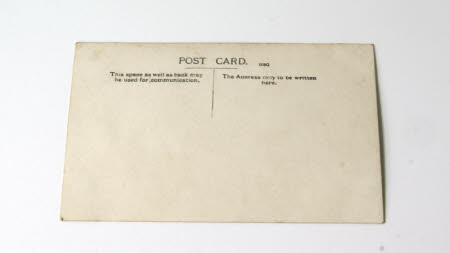 POST CARD.
This space as well as back may
be used for communication.
The Address only to be written
here.